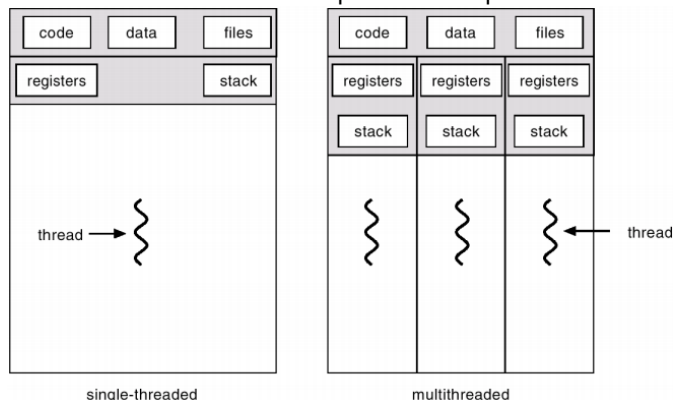 code data files code data files
registers stack registers registers registers
stack stack stack
thread thread
single-threaded multithreaded